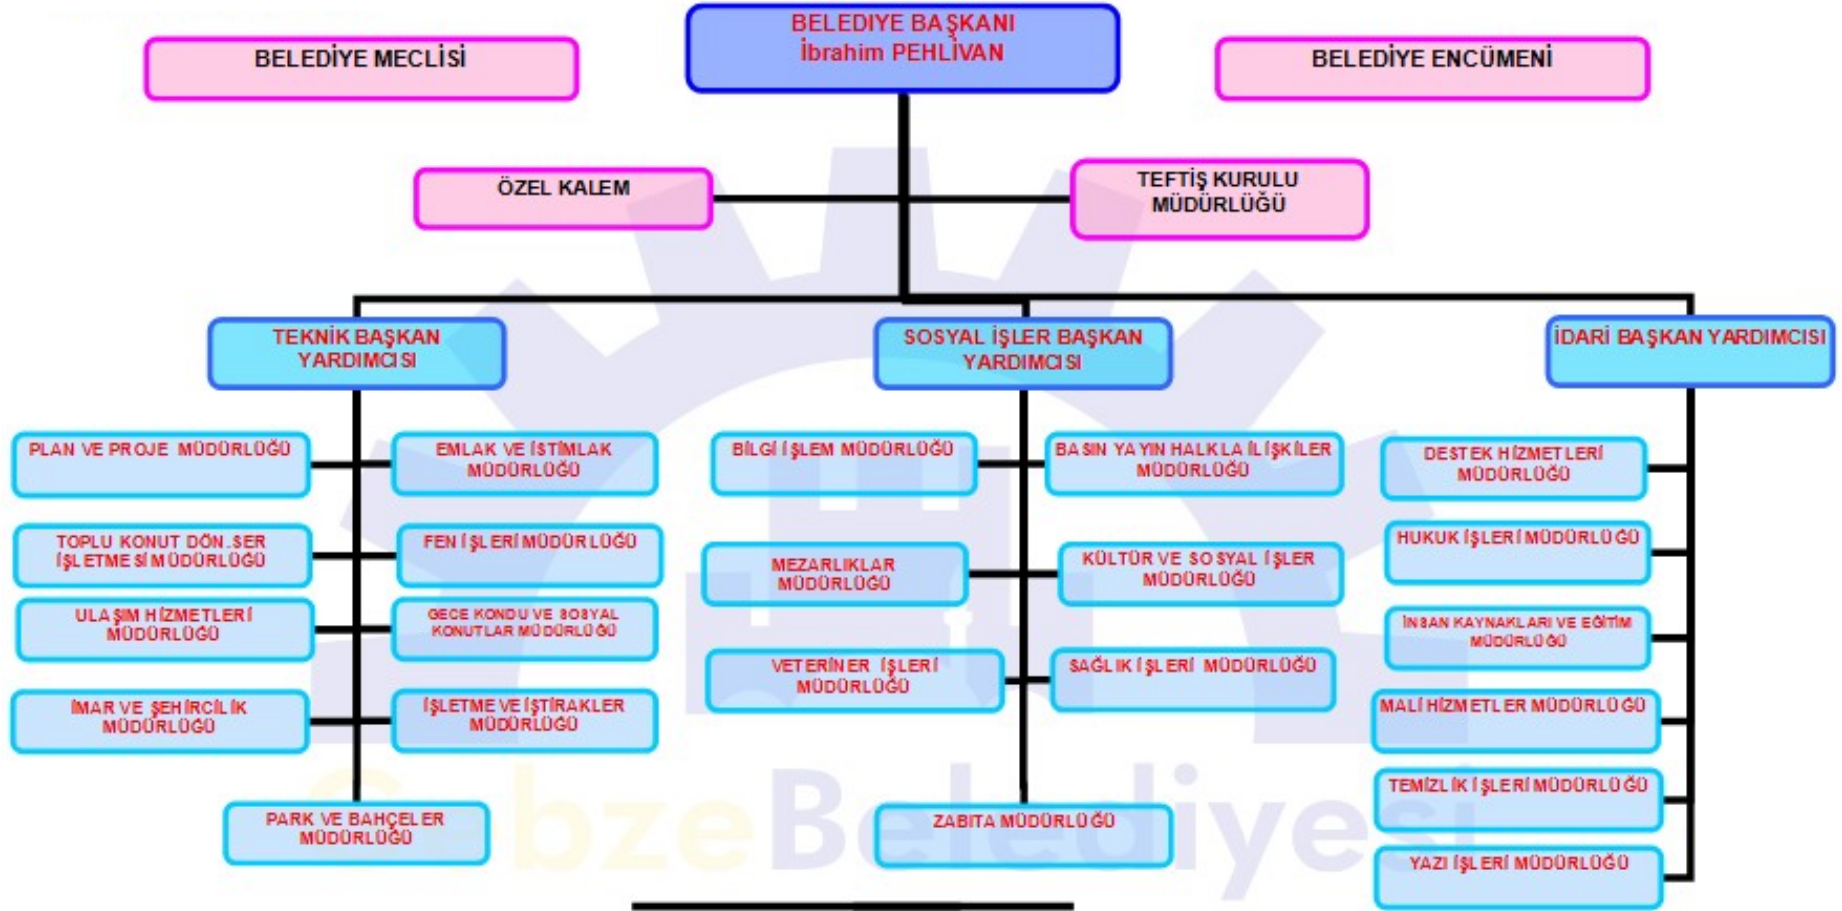 BELEDİYE BAŞKANI
İbrahim PEHLİVAN
BELEDİYE MECLİSİ
BELEDİYE ENCÜMENİ
ÖZEL KALEM
TEFTİŞ KURULU
MÜDÜRLÜĞÜ
TEKNİK BAŞKAN
YARDIMCISI
SOSYAL İŞLER BAŞKAN
YARDIMCISI
İDARİ BAŞKAN YARDIMCISI
PLAN VE PROJE MÜDÜRLÜĞÜ
EMLAK VE İSTİMLAK
MÜDÜRLÜĞÜ
TOPLU KONUT DÖN.SER
İŞLETMESİ MÜDÜRLÜĞÜ
FEN İŞLERİ MÜDÜRLÜĞÜ
ULAŞIM HİZMETLERİ
MÜDÜRLÜĞÜ
GECE KONDU VE SOSYAL
KONUTLAR MÜDÜRLÜĞÜ
İMAR VE ŞEHİRCİLİK
MÜDÜRLÜĞÜ
İŞLETME VE İŞTİRAKLER
MÜDÜRLÜĞÜ
PARK VE BAHÇELER
MÜDÜRLÜĞÜ
BİLGİ İŞLEM MÜDÜRLÜĞÜ
BASIN YAYIN HALKLA İLİŞKİLER
MÜDÜRLÜĞÜ
MEZARLIKLAR
MÜDÜRLÜĞÜ
KÜLTÜR VE SOSYAL İŞLER
MÜDÜRLÜĞÜ
VETERİNER İŞLERİ
MÜDÜRLÜĞÜ
SAĞLIK İŞLERİ MÜDÜRLÜĞÜ
ZABITA MÜDÜRLÜĞÜ
DESTEK HİZMETLERİ
MÜDÜRLÜĞÜ
HUKUK İŞLERİ MÜDÜRLÜĞÜ
İNSAN KAYNAKLARI VE EĞİTİM
MÜDÜRLÜĞÜ
MALİ HİZMETLER MÜDÜRLÜĞÜ
TEMİZLİK İŞLERİ MÜDÜRLÜĞÜ
YAZI İŞLERİ MÜDÜRLÜĞÜ
GebzeBelediyesi